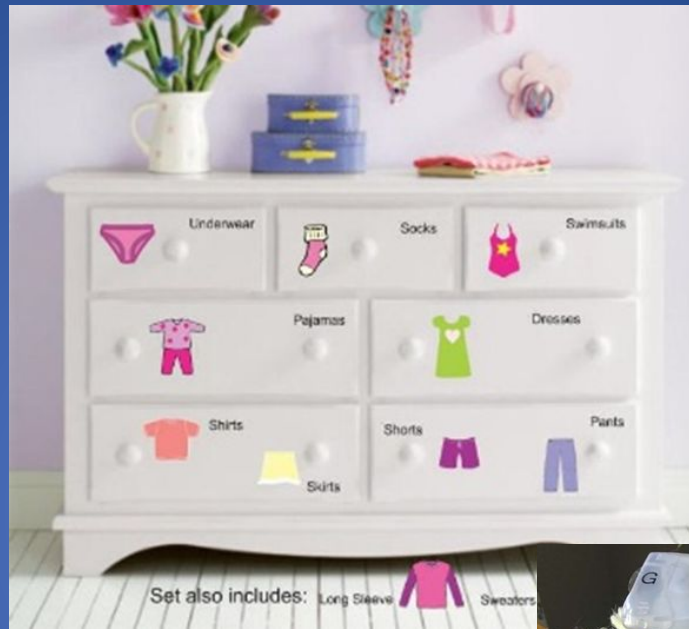 Underwear
Socks
Swimsuits
Pajamas
Dresses
Shirts
Skirts
Shorts
Pants
Set also includes: Long Sleeve Sweaters
G